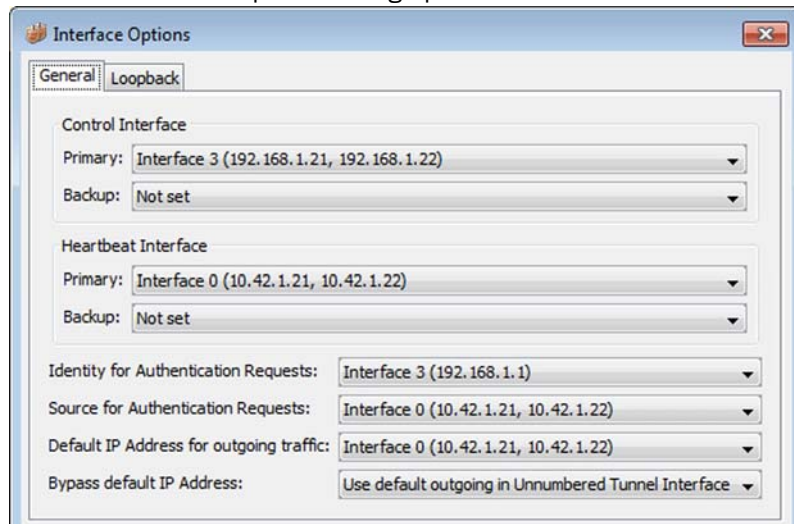 Interface Options
General
Loopback
Control Interface
Primary: Interface 3 (192.168.1.21, 192.168.1.22)
Backup: Not set
Heartbeat Interface
Primary: Interface 0 (10.42.1.21, 10.42.1.22)
Backup: Not set
Identity for Authentication Requests: Interface 3 (192.168.1.1)
Source for Authentication Requests: Interface 0 (10.42.1.21, 10.42.1.22)
Default IP Address for outgoing traffic: Interface 0 (10.42.1.21, 10.42.1.22)
Bypass default IP Address: Use default outgoing in Unnumbered Tunnel Interface